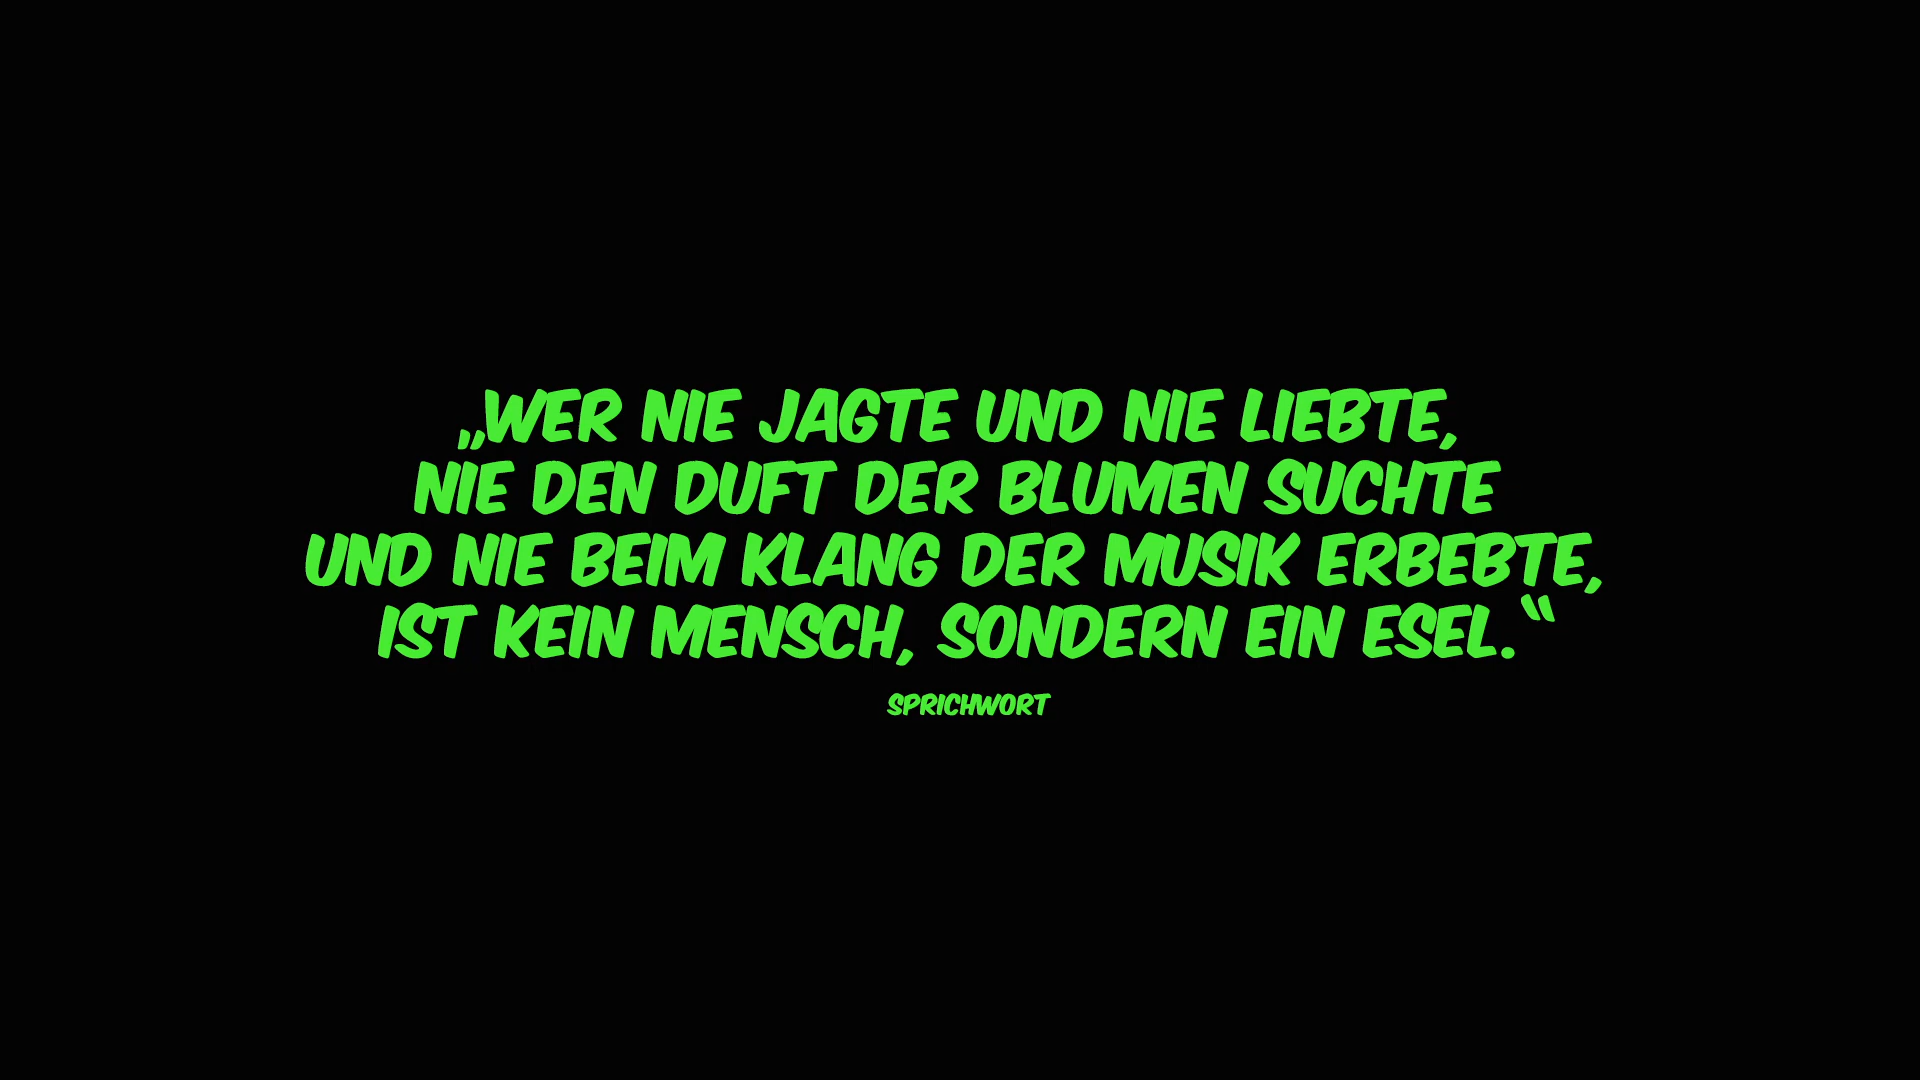 „WER NIE JAGTE UND NIE LIEBTE,
NIE DEN DUFT DER BLUMEN SUCHTE
UND NIE BEIM KLANG DER MUSIK ERBEBTE,
IST KEIN MENSCH, SONDERN EIN ESEL.“
SPRICHWORT